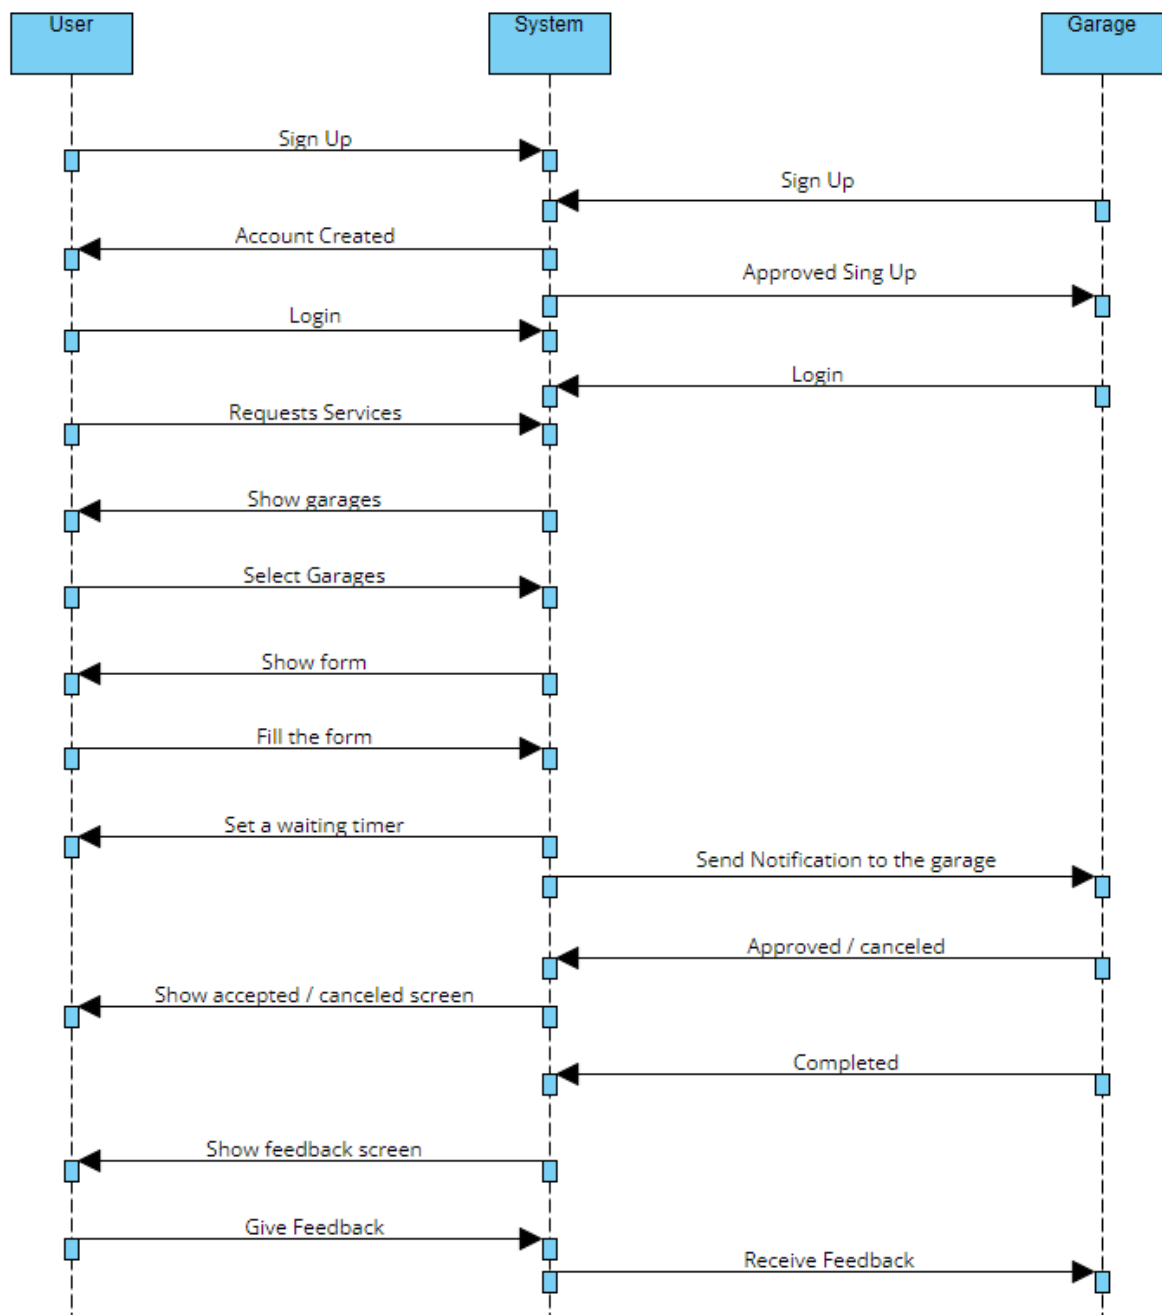 User
System
Garage
Sign Up
Sign Up
Account Created
Approved Sing Up
Login
Login
Requests Services
Show garages
Select Garages
Show form
Fill the form
Set a waiting timer
Send Notification to the garage
Approved / canceled
Show accepted / canceled screen
Completed
Show feedback screen
Give Feedback
Receive Feedback